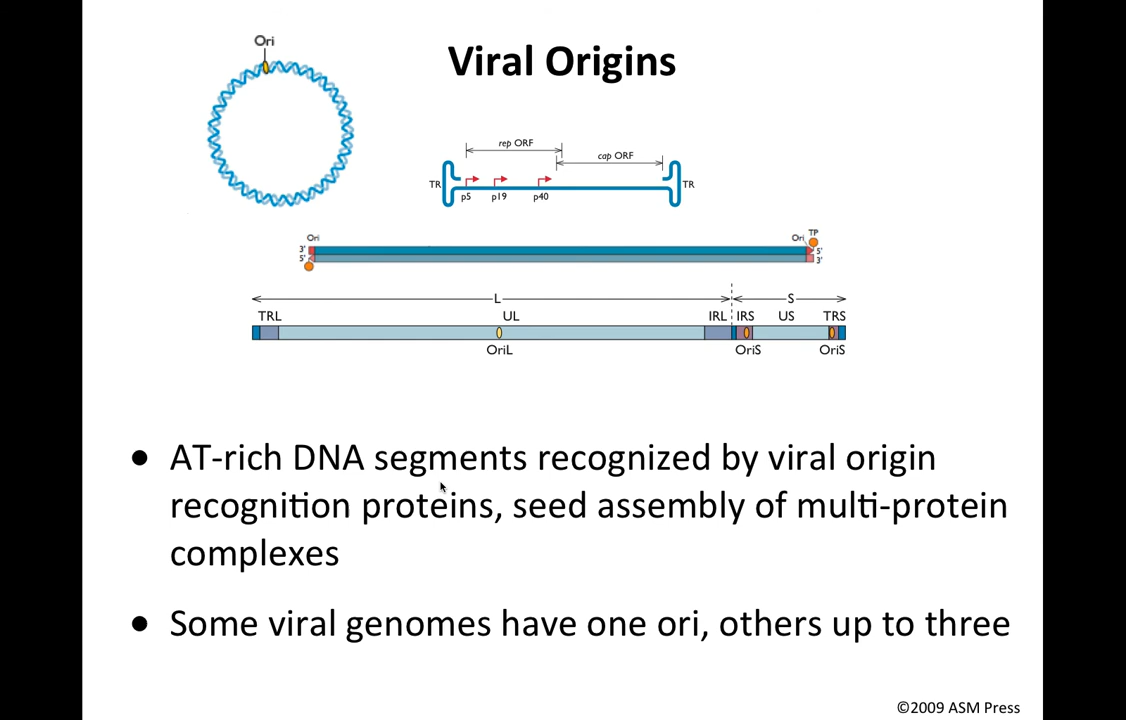 Ori
Viral Origins
rep ORF
cap ORF
TR
TR
p5 p19 p40
Ori
Ori TP
3' 5'
5' 3'
L S
TRL UL IRL IRS US TRS
OriL OriS OriS
● AT-rich DNA segments recognized by viral origin
recognition proteins, seed assembly of multi-protein
complexes
● Some viral genomes have one ori, others up to three
©2009 ASM Press